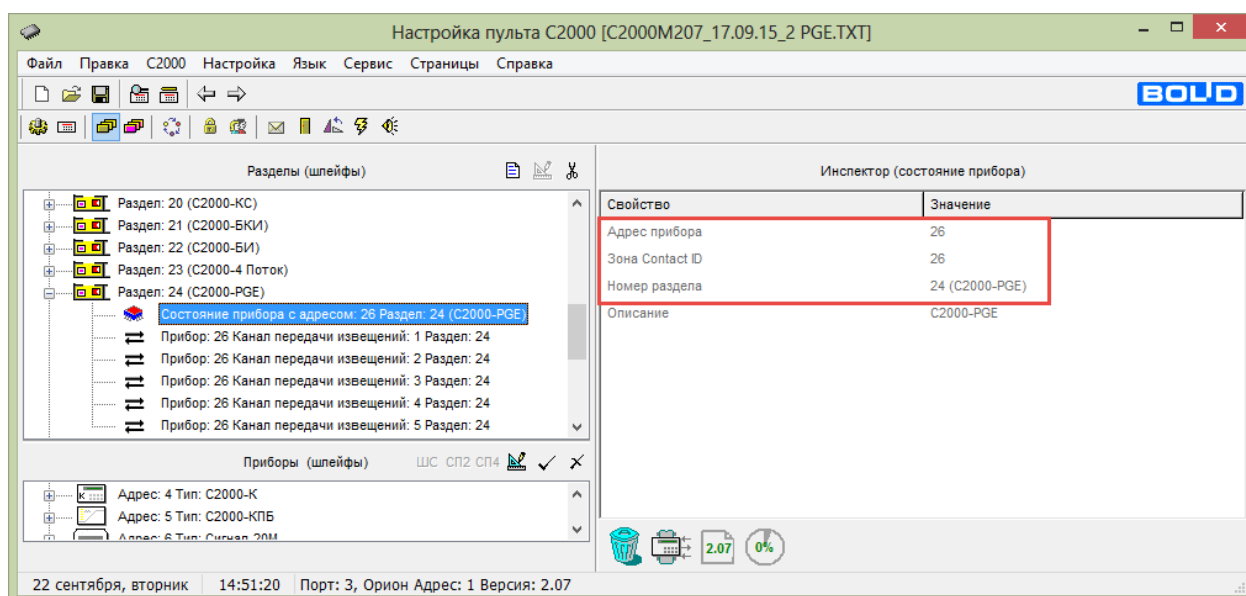 Настройка пульта С2000 [C2000M207_17.09.15_2 PGE.TXT]
Файл Правка С2000 Настройка Язык Сервис Страницы Справка
BOLID
Разделы (шлейфы)
Раздел: 20 (С2000-КС)
Раздел: 21 (С2000-БКИ)
Раздел: 22 (С2000-БИ)
Раздел: 23 (С2000-4 Поток)
Раздел: 24 (С2000-PGE)
Состояние прибора с адресом: 26 Раздел: 24 (С2000-PGE)
Прибор: 26 Канал передачи извещений: 1 Раздел: 24
Прибор: 26 Канал передачи извещений: 2 Раздел: 24
Прибор: 26 Канал передачи извещений: 3 Раздел: 24
Прибор: 26 Канал передачи извещений: 4 Раздел: 24
Прибор: 26 Канал передачи извещений: 5 Раздел: 24
Приборы (шлейфы) ШС СП2 СП4
Адрес: 4 Тип: С2000-К
Адрес: 5 Тип: С2000-КПБ
Адрес: 6 Тип: Сигнал 20М
Инспектор (состояние прибора)
Свойство Значение
Адрес прибора 26
Зона Contact ID 26
Номер раздела 24 (С2000-PGE)
Описание С2000-PGE
2.07 0%
22 сентября, вторник 14:51:20 Порт: 3, Орион Адрес: 1 Версия: 2.07